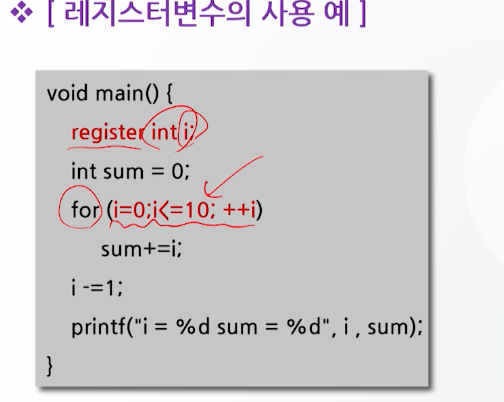 ❖ [ 레지스터변수의 사용 예 ]
void main() {
register int i;
int sum = 0;
for (i=0;i<=10; ++i)
sum+=i;
i -=1;
printf("i = %d sum = %d", i , sum);
}